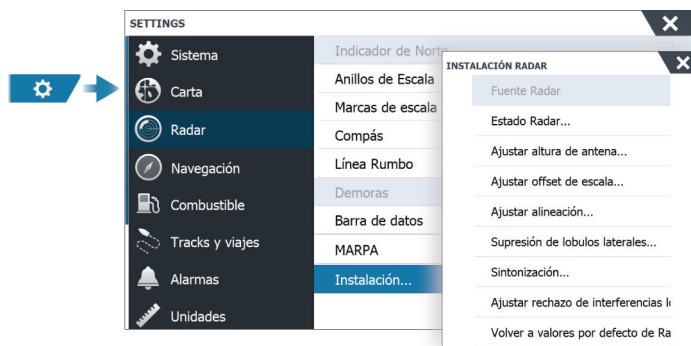 SETTINGS
Sistema
Carta
Radar
Navegación
Combustible
Tracks y viajes
Alarmas
Unidades
Indicador de Norte
Anillos de Escala
Marcas de escala
Compás
Línea Rumbo
Demoras
Barra de datos
MARPA
Instalación...
INSTALACIÓN RADAR
Fuente Radar
Estado Radar...
Ajustar altura de antena...
Ajustar offset de escala...
Ajustar alineación...
Supresión de lobulos laterales...
Sintonización...
Ajustar rechazo de interferencias
Volver a valores por defecto de Ra